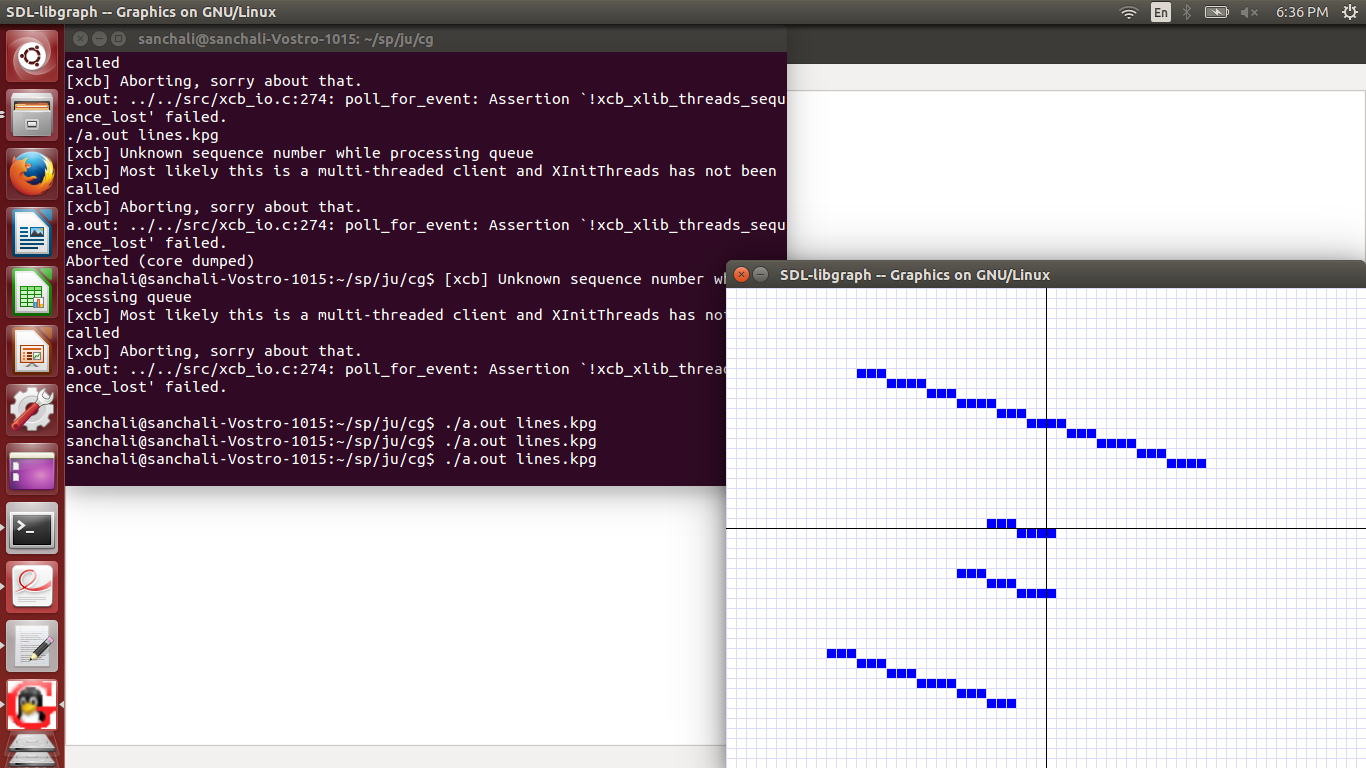 SDL-libgraph -- Graphics on GNU/Linux
En
6:36 PM
sanchali@sanchali-Vostro-1015: ~/sp/ju/cg
called
[xcb] Aborting, sorry about that.
a.out: ../../src/xcb_io.c:274: poll_for_event: Assertion `!xcb_xlib_threads_sequ
ence_lost' failed.
./a.out lines.kpg
[xcb] Unknown sequence number while processing queue
[xcb] Most likely this is a multi-threaded client and XInitThreads has not been
called
[xcb] Aborting, sorry about that.
a.out: ../../src/xcb_io.c:274: poll_for_event: Assertion `!xcb_xlib_threads_sequ
ence_lost' failed.
Aborted (core dumped)
sanchali@sanchali-Vostro-1015:~/sp/ju/cg$ [xcb] Unknown sequence number w
ocessing queue
[xcb] Most likely this is a multi-threaded client and XInitThreads has no
called
[xcb] Aborting, sorry about that.
a.out: ../../src/xcb_io.c:274: poll_for_event: Assertion `!xcb_xlib_threa
ence_lost' failed.
sanchali@sanchali-Vostro-1015:~/sp/ju/cg$ ./a.out lines.kpg
sanchali@sanchali-Vostro-1015:~/sp/ju/cg$ ./a.out lines.kpg
sanchali@sanchali-Vostro-1015:~/sp/ju/cg$ ./a.out lines.kpg
SDL-libgraph -- Graphics on GNU/Linux